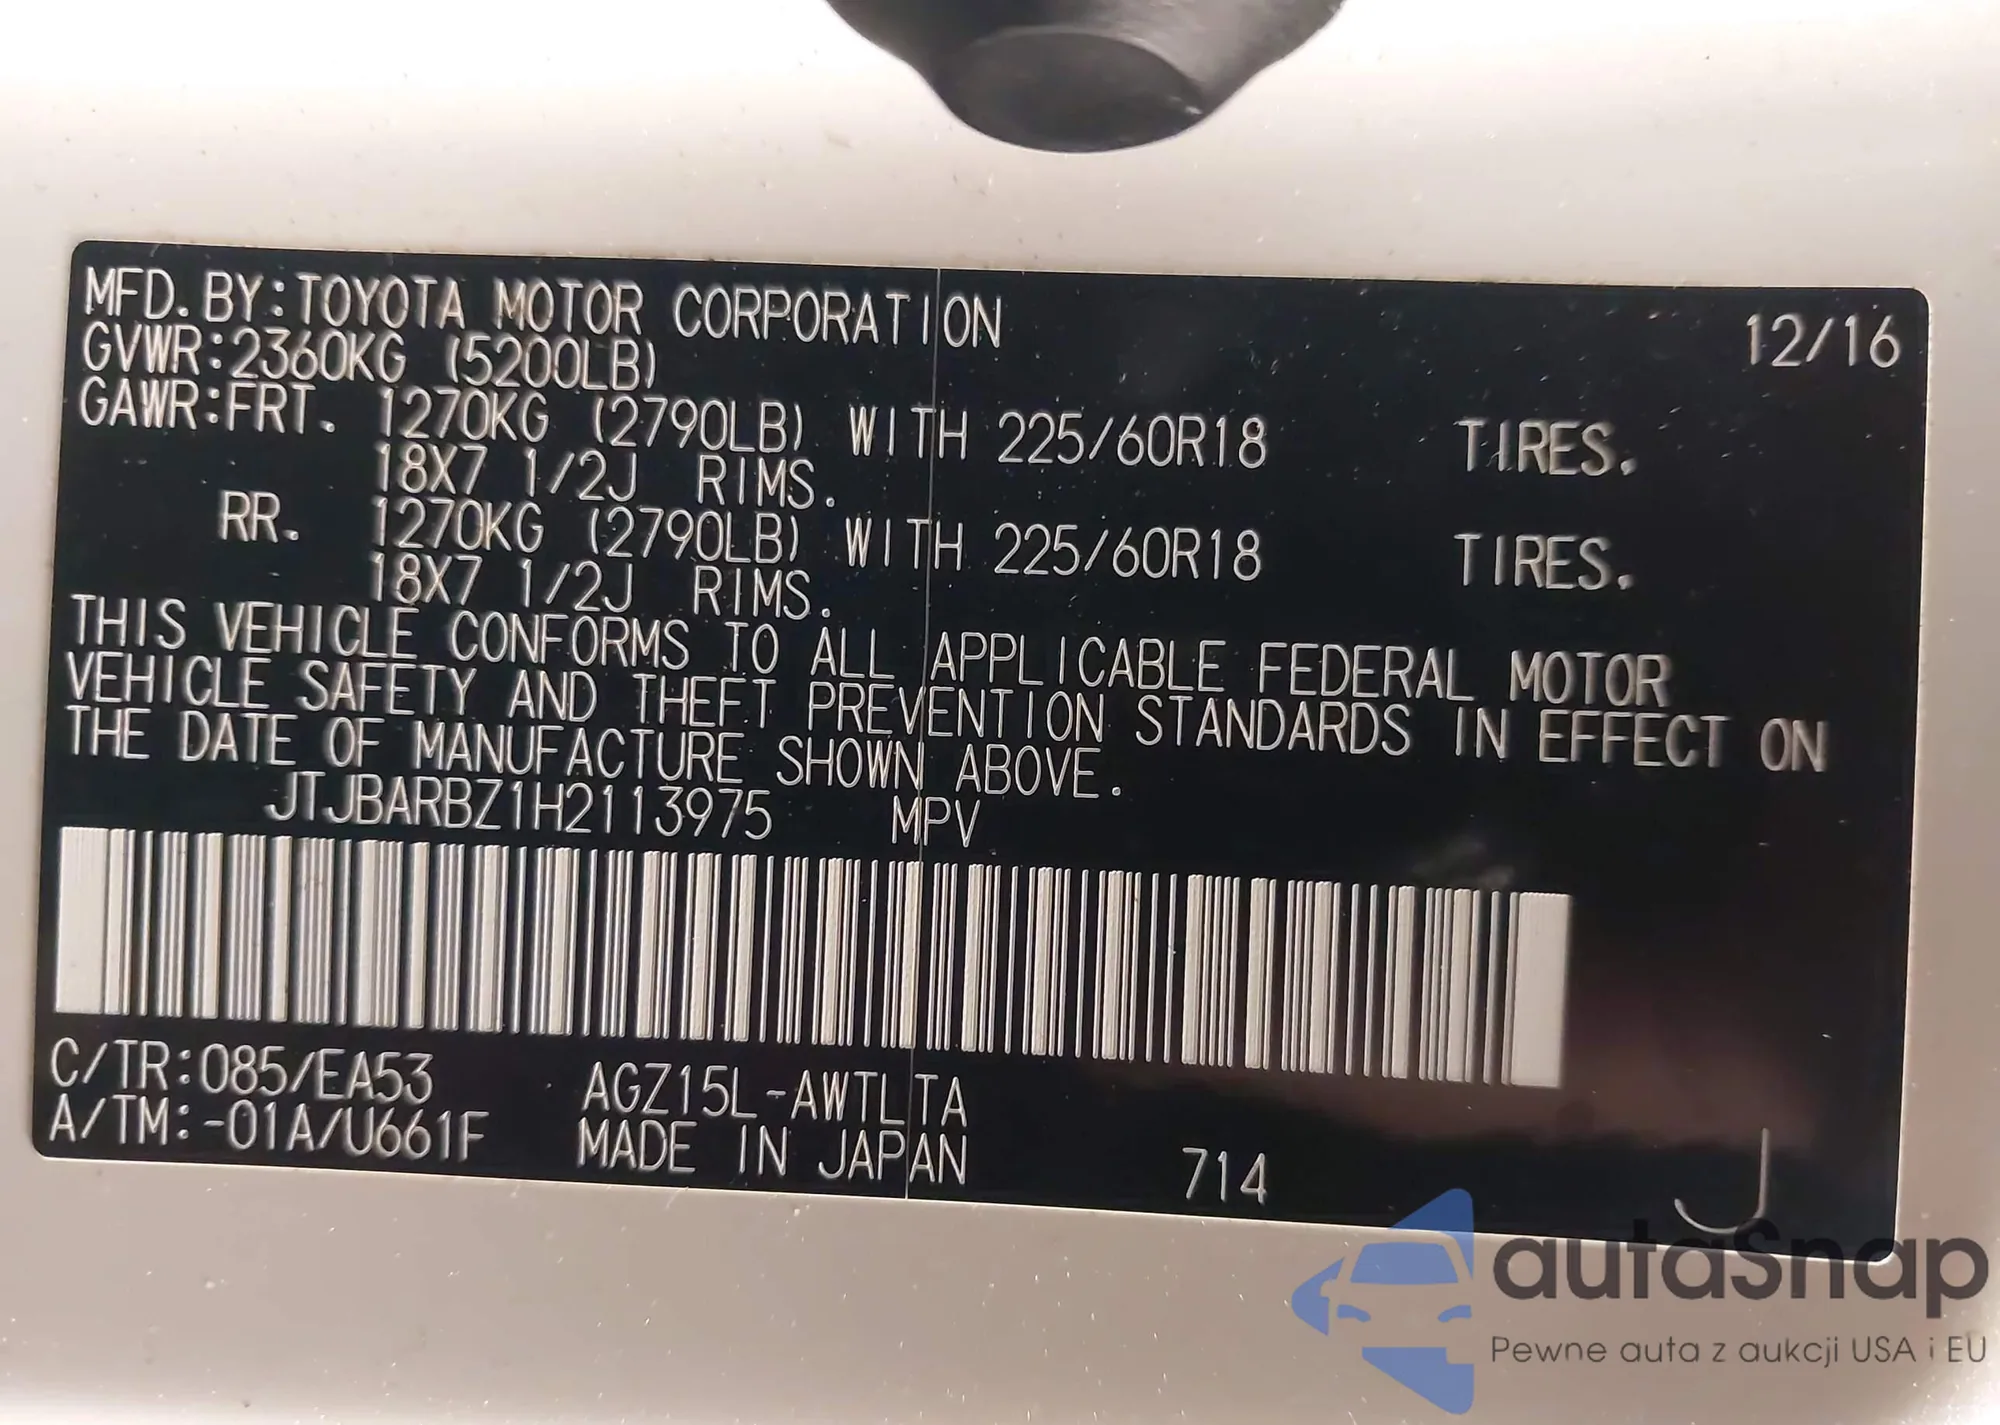 MFD. BY:TOYOTA MOTOR CORPORATION 12/16
GVWR:2360KG (5200LB)
GAWR:FRT. 1270KG (2790LB) WITH 225/60R18 TIRES.
18X7 1/2J RIMS.
RR. 1270KG (2790LB) WITH 225/60R18 TIRES.
18X7 1/2J RIMS.
THIS VEHICLE CONFORMS TO ALL APPLICABLE FEDERAL MOTOR
VEHICLE SAFETY AND THEFT PREVENTION STANDARDS IN EFFECT ON
THE DATE OF MANUFACTURE SHOWN ABOVE.
JTJBARBZ1H2113975 MPV
C/TR:085/EA53 AGZ15L-AWTLTA
A/TM:-01A/U661F MADE IN JAPAN 714 J
autaSnap
Pewne auta z aukcji USA i EU